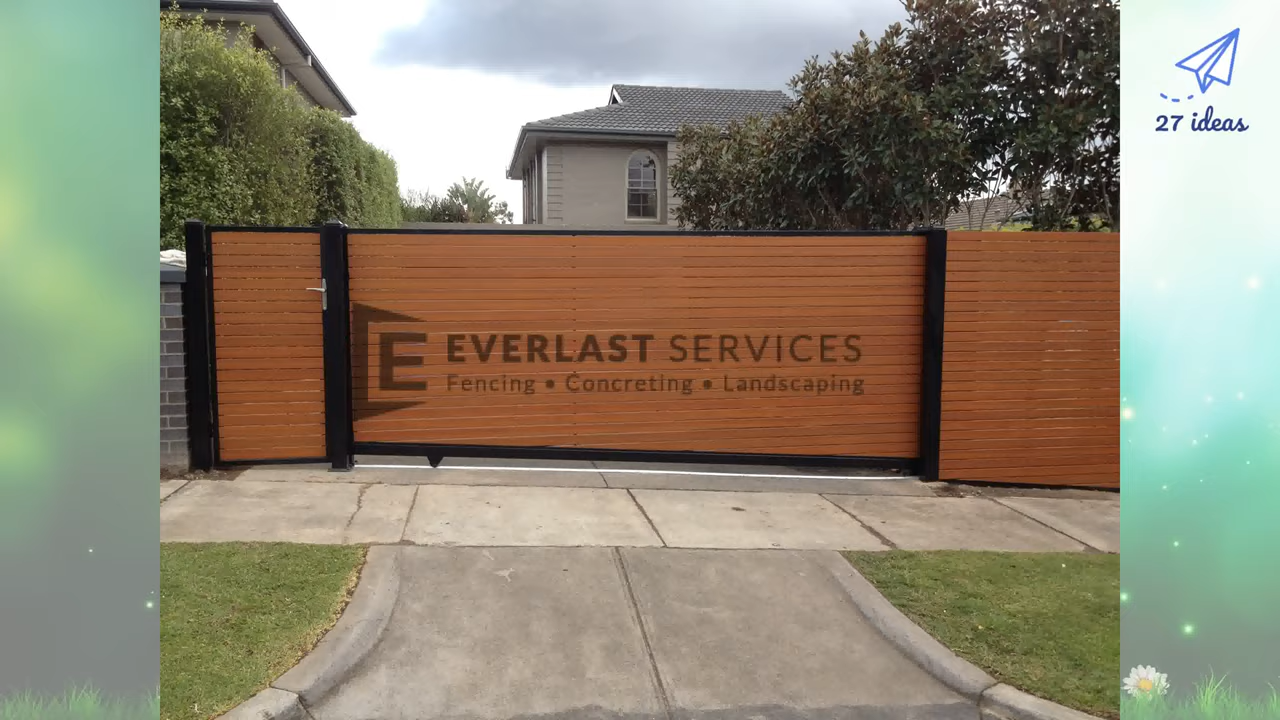 27 ideas
E EVERLAST SERVICES
Fencing • Concreting • Landscaping